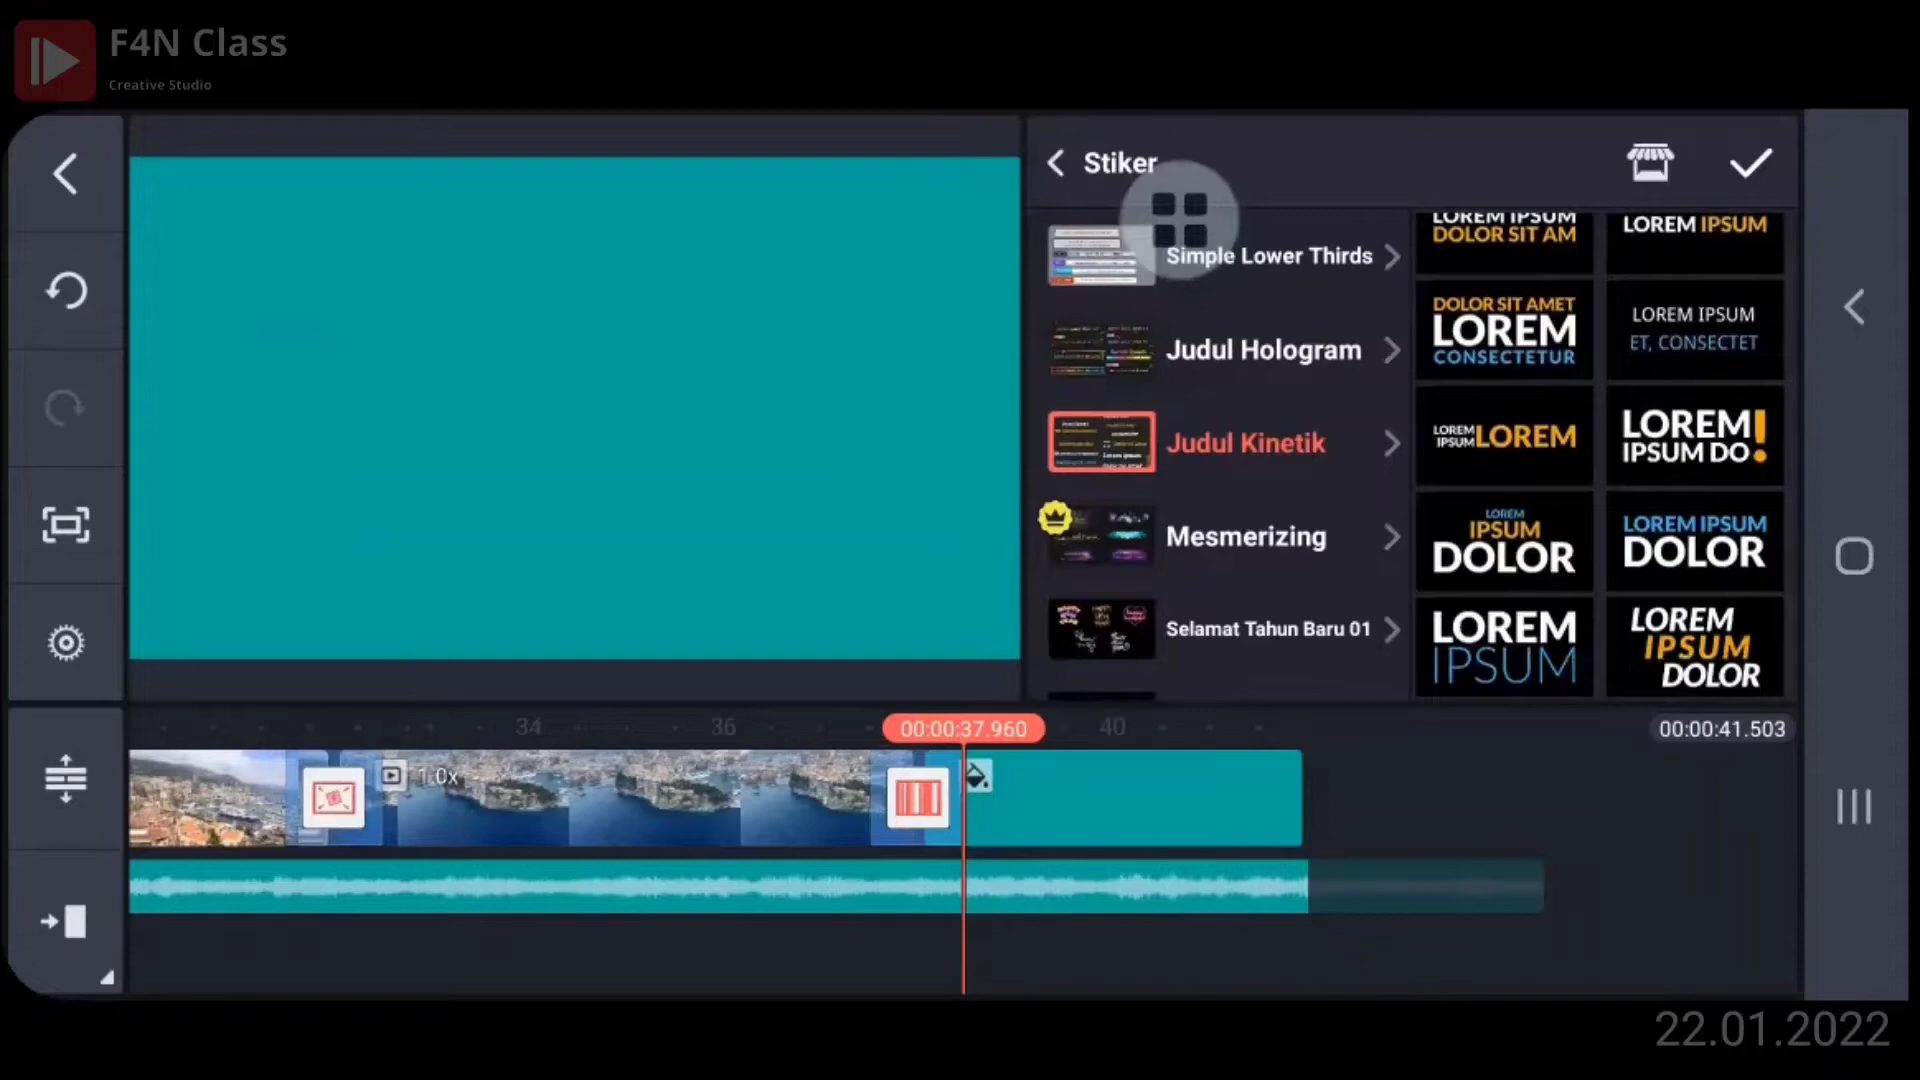 F4N Class
Creative Studio
Stiker
Simple Lower Thirds
Judul Hologram
Judul Kinetik
Mesmerizing
Selamat Tahun Baru 01
LOREM IPSUM
DOLOR SIT AM
LOREM IPSUM
DOLOR SIT AMET
LOREM
CONSECTETUR
LOREM IPSUM
ET, CONSECTET
LOREM
IPSUM
LOREM
LOREM!
IPSUM DO
LOREM
IPSUM
DOLOR
LOREM IPSUM
DOLOR
LOREM
IPSUM
LOREM
IPSUM
DOLOR
34
36
00:00:37.960
40
00:00:41.503
1.0x
22.01.2022